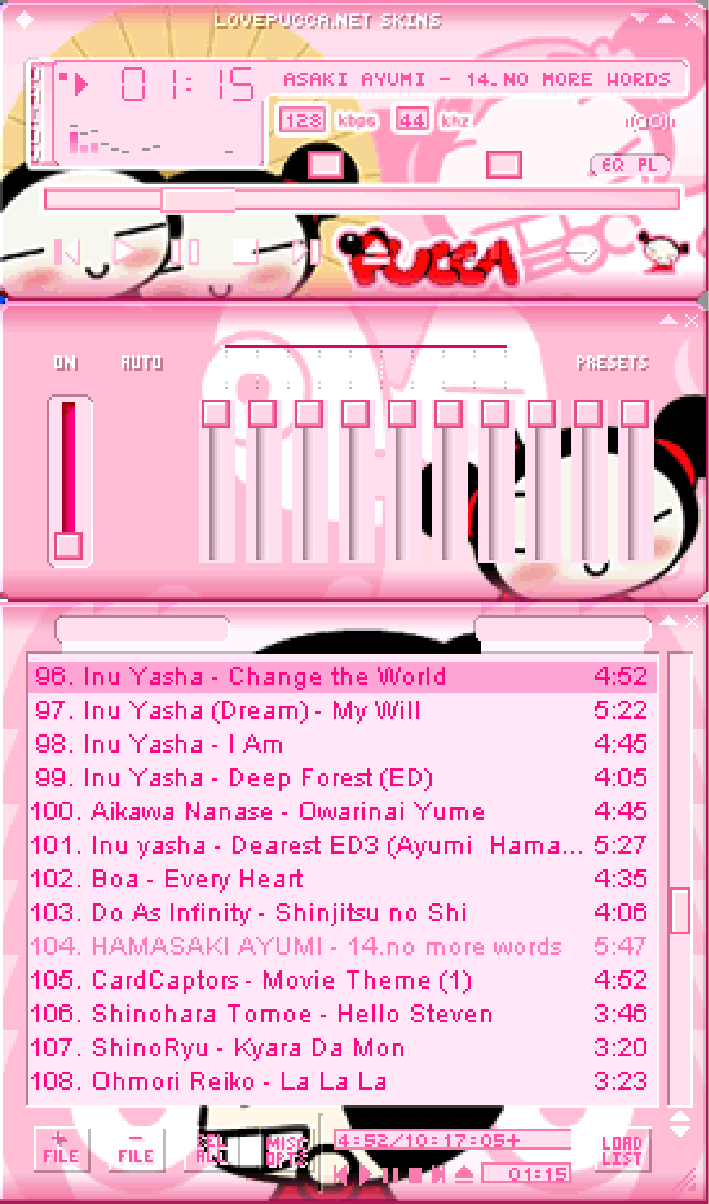 LOVEPUCCA.NET SKINS
01:15
ASAKI AYUMI - 14.NO MORE WORDS
128 kbps 44 khz
EQ PL
PUCCA
ON AUTO PRESETS
96. Inu Yasha - Change the World 4:52
97. Inu Yasha (Dream) - My Will 5:22
98. Inu Yasha - I Am 4:45
99. Inu Yasha - Deep Forest (ED) 4:05
100. Aikawa Nanase - Owarinai Yume 4:45
101. Inu yasha - Dearest ED3 (Ayumi Hama... 5:27
102. Boa - Every Heart 4:35
103. Do As Infinity - Shinjitsu no Shi 4:06
104. HAMASAKI AYUMI - 14.no more words 5:47
105. CardCaptors - Movie Theme (1) 4:52
106. Shinohara Tomoe - Hello Steven 3:46
107. ShinoRyu - Kyara Da Mon 3:20
108. Ohmori Reiko - La La La 3:23
+ FILE
- FILE
SEL ALL
MISC OPTS
4:52/10:17:05+
01:15
LOAD LIST